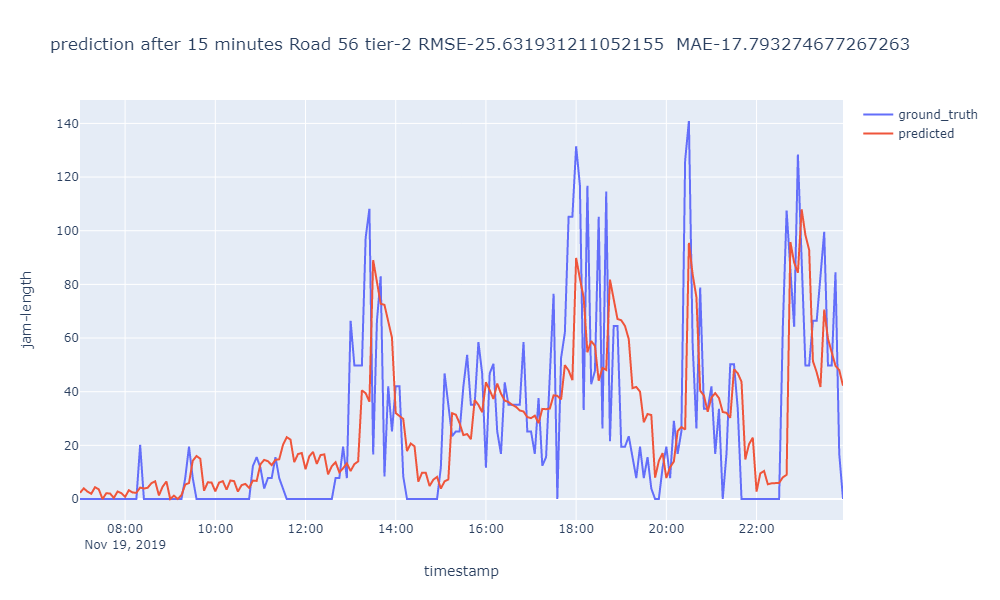 prediction after 15 minutes Road 56 tier-2 RMSE-25.631931211052155  MAE-17.793274677267263
ground_truth
predicted
jam-length
140
120
100
80
60
40
20
0
08:00 10:00 12:00 14:00 16:00 18:00 20:00 22:00
Nov 19, 2019
timestamp